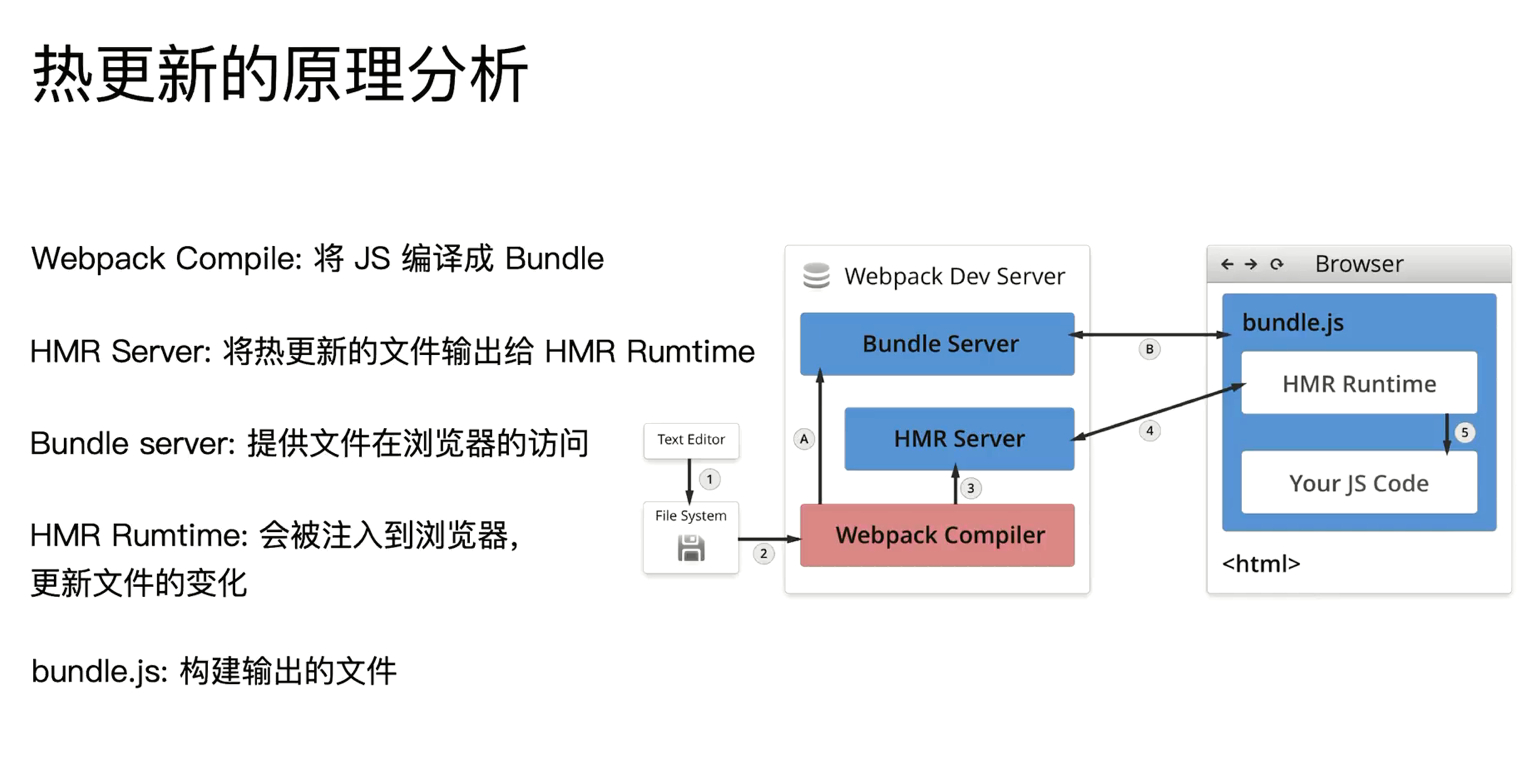 热更新的原理分析
Webpack Compile: 将 JS 编译成 Bundle
HMR Server: 将热更新的文件输出给 HMR Rumtime
Bundle server: 提供文件在浏览器的访问
HMR Rumtime: 会被注入到浏览器，
更新文件的变化
bundle.js: 构建输出的文件
Text Editor
1
File System
2
Webpack Dev Server
Bundle Server
A
HMR Server
3
Webpack Compiler
B
4
Browser
bundle.js
HMR Runtime
5
Your JS Code
<html>